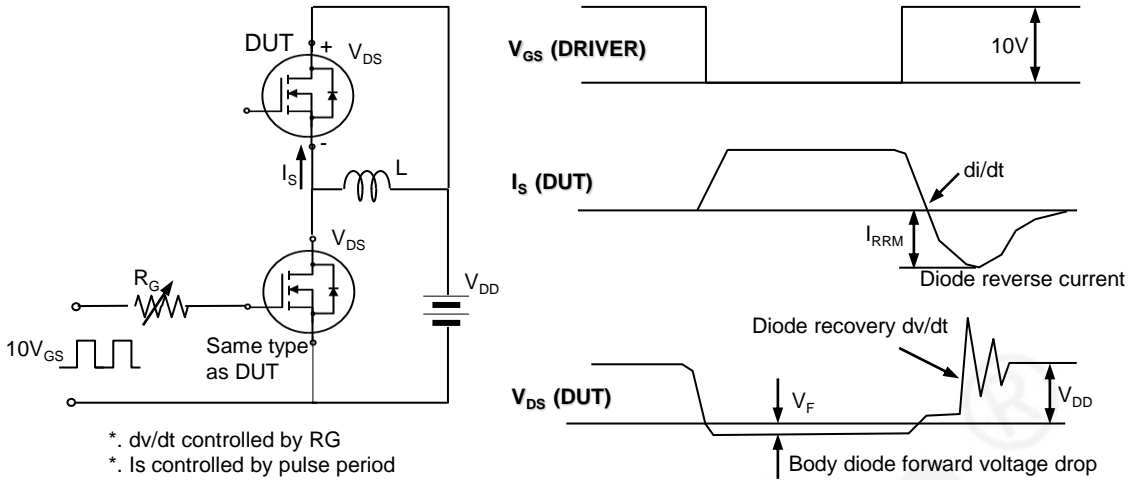 DUT
+
V_DS
-
I_S
L
V_DS
R_G
V_DD
10V_GS
Same type
as DUT
*. dv/dt controlled by RG
*. Is controlled by pulse period
V_GS (DRIVER)
10V
I_S (DUT)
di/dt
I_RRM
Diode reverse current
Diode recovery dv/dt
V_DS (DUT)
V_F
V_DD
Body diode forward voltage drop
®